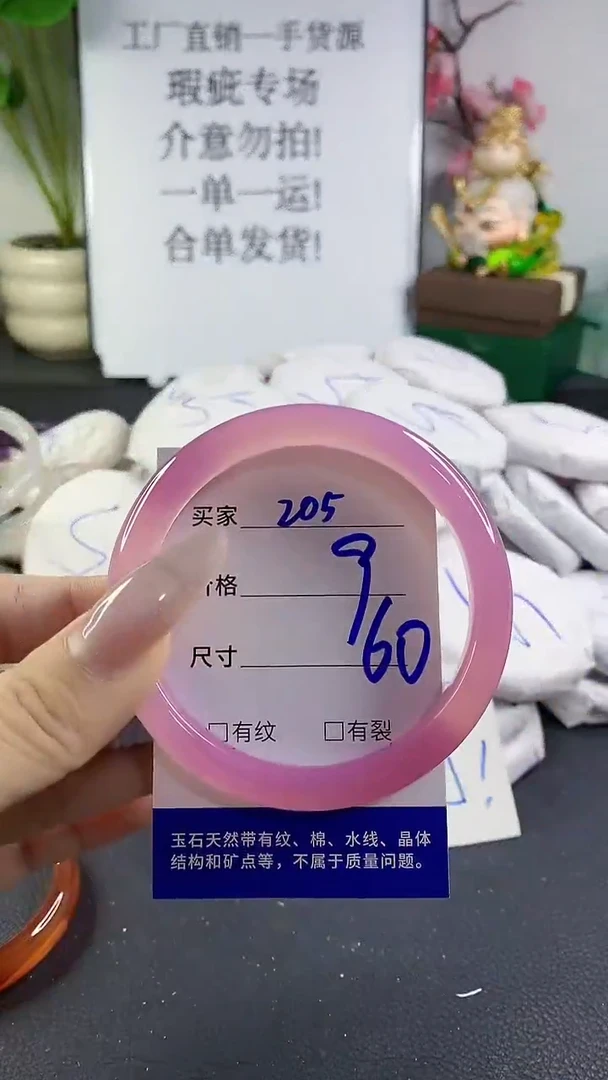 工厂直销一手货源
瑕疵专场
介意勿拍!
一单一运!
合单发货!
买家 205
格 9
尺寸 60
□有纹 □有裂
玉石天然带有纹、棉、水线、晶体
结构和矿点等，不属于质量问题。